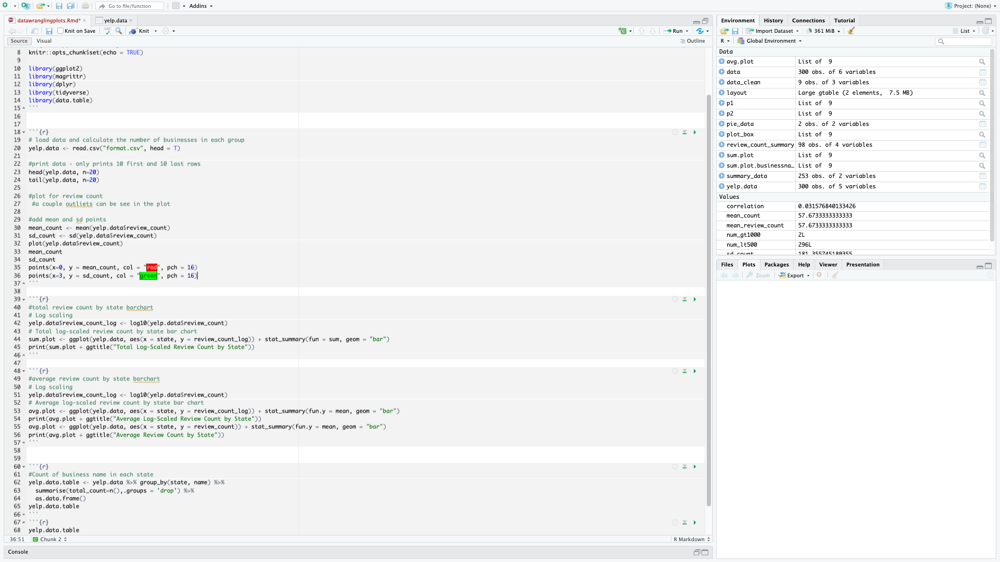 Go to file/function
Addins
Project: (None)
datawranglingplots.Rmd*
yelp.data
Knit on Save
ABC
Knit
Run
Source
Visual
Outline
8 knitr::opts_chunk$set(echo = TRUE)
9
10 library(ggplot2)
11 library(magrittr)
12 library(dplyr)
13 library(tidyverse)
14 library(data.table)
15 ```
16
17
18 ```{r}
19 # load data and calculate the number of businesses in each group
20 yelp.data <- read.csv("format.csv", head = T)
21
22 #print data - only prints 10 first and 10 last rows
23 head(yelp.data, n=20)
24 tail(yelp.data, n=20)
25
26 #plot for review count
27 #a couple outliets can be see in the plot
28
29 #add mean and sd points
30 mean_count <- mean(yelp.data$review_count)
31 sd_count <- sd(yelp.data$review_count)
32 plot(yelp.data$review_count)
33 mean_count
34 sd_count
35 points(x=0, y = mean_count, col = "red", pch = 16)
36 points(x=3, y = sd_count, col = "green", pch = 16)
37 ```
38
39 ```{r}
40 #total review count by state barchart
41 # Log scaling
42 yelp.data$review_count_log <- log10(yelp.data$review_count)
43 # Total log-scaled review count by state bar chart
44 sum.plot <- ggplot(yelp.data, aes(x = state, y = review_count_log)) + stat_summary(fun = sum, geom = "bar")
45 print(sum.plot + ggtitle("Total Log-Scaled Review Count by State"))
46 ```
47
48 ```{r}
49 #average review count by state barchart
50 # Log scaling
51 yelp.data$review_count_log <- log10(yelp.data$review_count)
52 # Average log-scaled review count by state bar chart
53 avg.plot <- ggplot(yelp.data, aes(x = state, y = review_count_log)) + stat_summary(fun.y = mean, geom = "bar")
54 print(avg.plot + ggtitle("Average Log-Scaled Review Count by State"))
55 avg.plot <- ggplot(yelp.data, aes(x = state, y = review_count)) + stat_summary(fun.y = mean, geom = "bar")
56 print(avg.plot + ggtitle("Average Review Count by State"))
57 ```
58
59
60 ```{r}
61 #Count of business name in each state
62 yelp.data.table <- yelp.data %>% group_by(state, name) %>%
63 summarise(total_count=n(),.groups = 'drop') %>%
64 as.data.frame()
65 yelp.data.table
66 ```
67 ```{r}
68 yelp.data.table
36:51
Chunk 2
R Markdown
Console
Environment
History
Connections
Tutorial
Import Dataset
361 MiB
List
R
Global Environment
Data
avg.plot List of 9
data 300 obs. of 6 variables
data_clean 9 obs. of 3 variables
layout Large gtable (2 elements, 7.5 MB)
p1 List of 9
p2 List of 9
pie_data 2 obs. of 2 variables
plot_box List of 9
review_count_summary 98 obs. of 4 variables
sum.plot List of 9
sum.plot.businessna… List of 9
summary_data 253 obs. of 2 variables
yelp.data 300 obs. of 5 variables
Values
correlation 0.031576840133426
mean_count 57.6733333333333
mean_review_count 57.6733333333333
num_gt1000 2L
num_lt500 296L
sd_count 181.355745180355
Files
Plots
Packages
Help
Viewer
Presentation
Zoom
Export